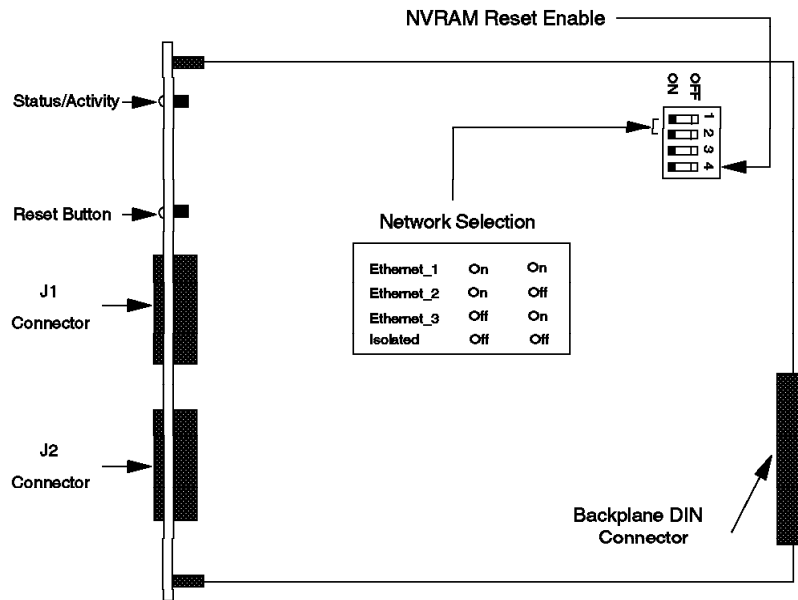 NVRAM Reset Enable
ON OFF
1
2
3
4
Status/Activity
Reset Button
Network Selection
Ethernet_1 On On
Ethernet_2 On Off
Ethernet_3 Off On
Isolated Off Off
J1
Connector
J2
Connector
Backplane DIN
Connector